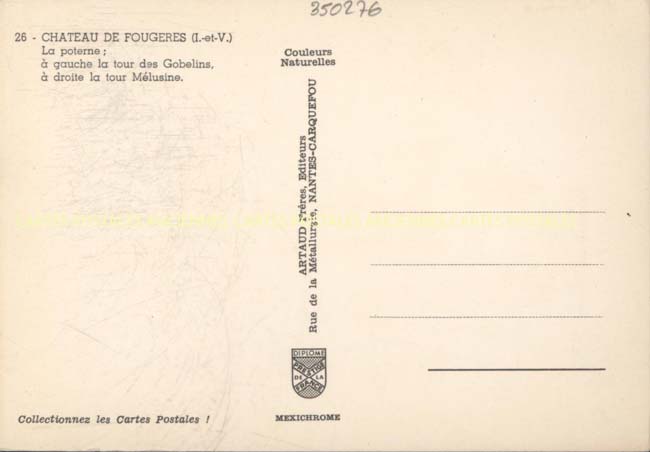 350276
26 - CHATEAU DE FOUGERES (I.-et-V.)
La poterne ;
à gauche la tour des Gobelins,
à droite la tour Mélusine.
Couleurs
Naturelles
ARTAUD Frères, Editeurs
Rue de la Métallurgie, NANTES-CARQUEFOU
DIPLOME
PRESTIGE
DE LA
FRANCE
MEXICHROME
Collectionnez les Cartes Postales !